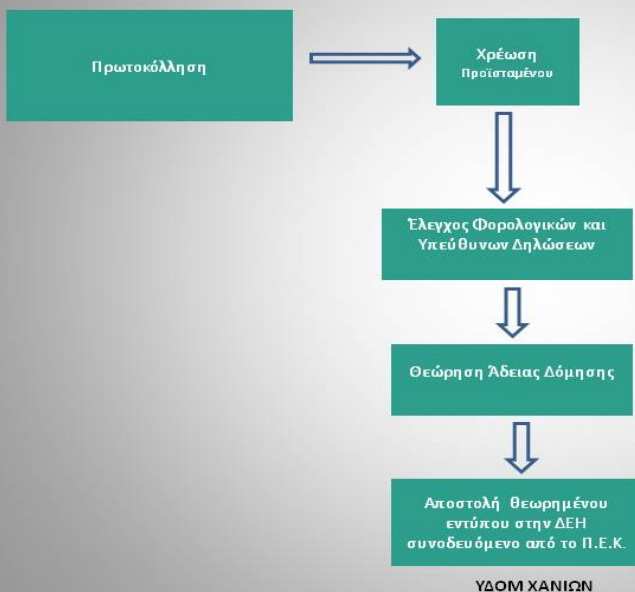 Πρωτοκόλληση
Χρέωση
Προϊσταμένου
Έλεγχος Φορολογικών και
Υπεύθυνων Δηλώσεων
Θεώρηση Άδειας Δόμησης
Αποστολή θεωρημένου
εντύπου στην ΔΕΗ
συνοδευόμενο από το Π.Ε.Κ.
ΥΔΟΜ ΧΑΝΙΩΝ